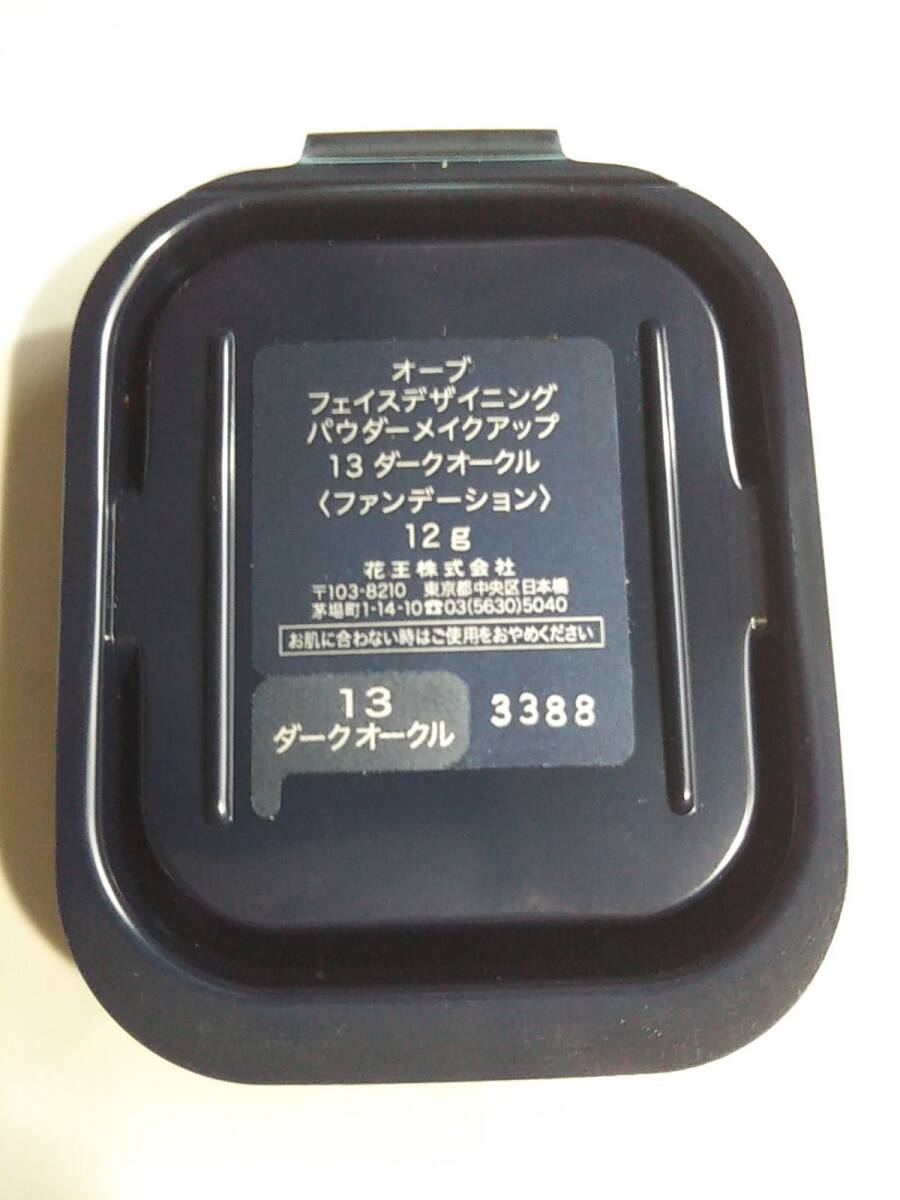 オーブ
フェイスデザイニング
パウダーメイクアップ
13 ダークオークル
〈ファンデーション〉
12g
花王株式会社
〒103-8210 東京都中央区日本橋
茅場町1-14-10☎03(5630)5040
お肌に合わない時はご使用をおやめください
13
ダークオークル
3388